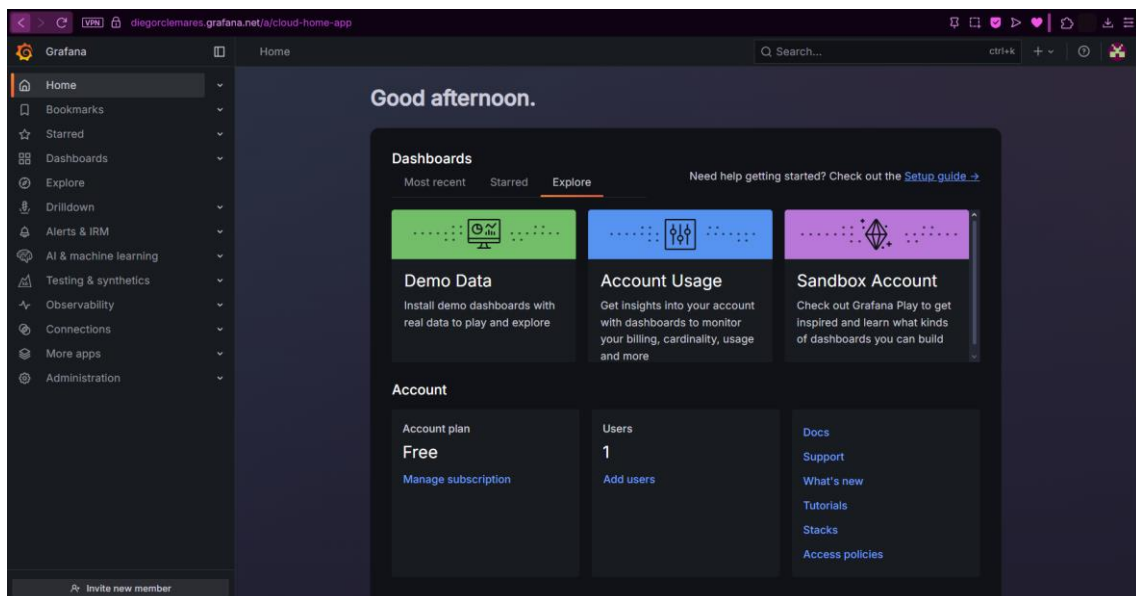 VPN diegorclemares.grafana.net/a/cloud-home-app
Grafana
Home
Search...
ctrl+k
Home
Bookmarks
Starred
Dashboards
Explore
Drilldown
Alerts & IRM
AI & machine learning
Testing & synthetics
Observability
Connections
More apps
Administration
Invite new member
Good afternoon.
Dashboards
Most recent Starred Explore
Need help getting started? Check out the Setup guide →
Demo Data
Install demo dashboards with
real data to play and explore
Account Usage
Get insights into your account
with dashboards to monitor
your billing, cardinality, usage
and more
Sandbox Account
Check out Grafana Play to get
inspired and learn what kinds
of dashboards you can build
Account
Account plan
Free
Manage subscription
Users
1
Add users
Docs
Support
What's new
Tutorials
Stacks
Access policies